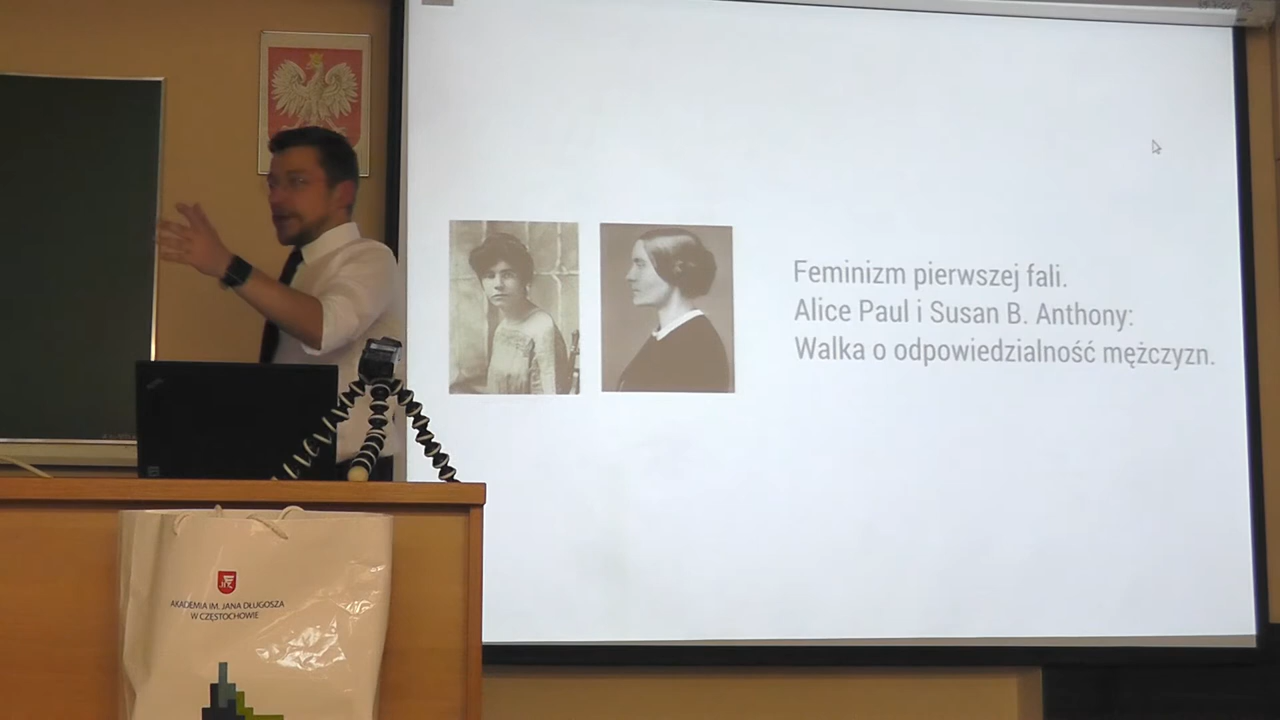 Feminizm pierwszej fali.
Alice Paul i Susan B. Anthony:
Walka o odpowiedzialność mężczyzn.
AKADEMIA IM. JANA DŁUGOSZA
W CZĘSTOCHOWIE